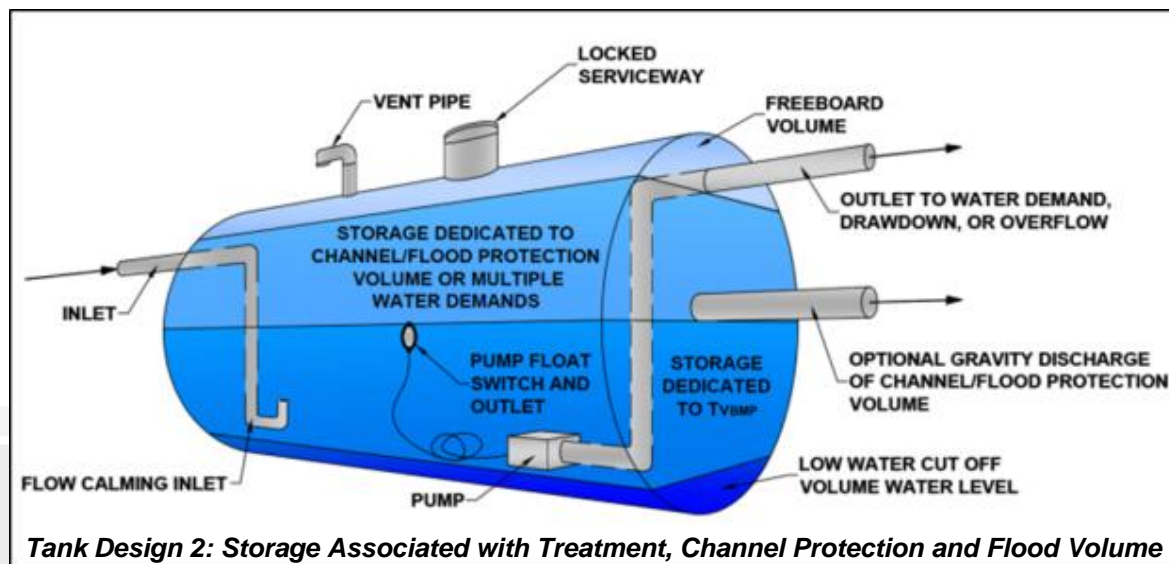 LOCKED
SERVICEWAY
VENT PIPE
FREEBOARD
VOLUME
OUTLET TO WATER DEMAND,
DRAWDOWN, OR OVERFLOW
STORAGE DEDICATED TO
CHANNEL/FLOOD PROTECTION
VOLUME OR MULTIPLE
WATER DEMANDS
INLET
PUMP FLOAT
SWITCH AND
OUTLET
STORAGE
DEDICATED
TO TVBMP
OPTIONAL GRAVITY DISCHARGE
OF CHANNEL/FLOOD PROTECTION
VOLUME
FLOW CALMING INLET
PUMP
LOW WATER CUT OFF
VOLUME WATER LEVEL
Tank Design 2: Storage Associated with Treatment, Channel Protection and Flood Volume